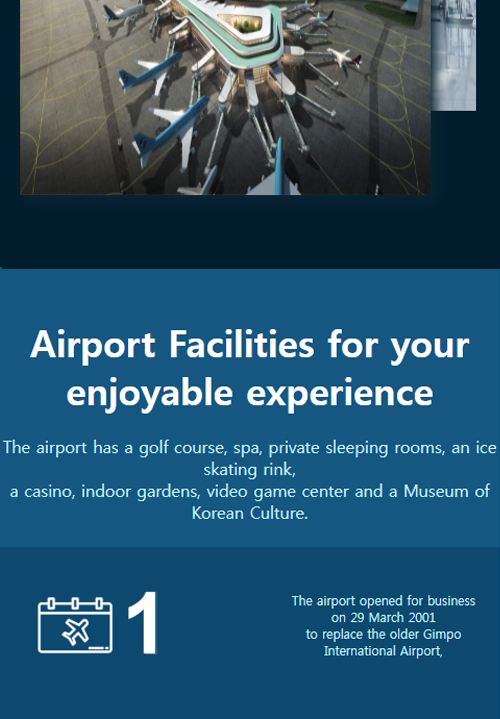 Airport Facilities for your
enjoyable experience
The airport has a golf course, spa, private sleeping rooms, an ice
skating rink,
a casino, indoor gardens, video game center and a Museum of
Korean Culture.
1
The airport opened for business
on 29 March 2001
to replace the older Gimpo
International Airport,